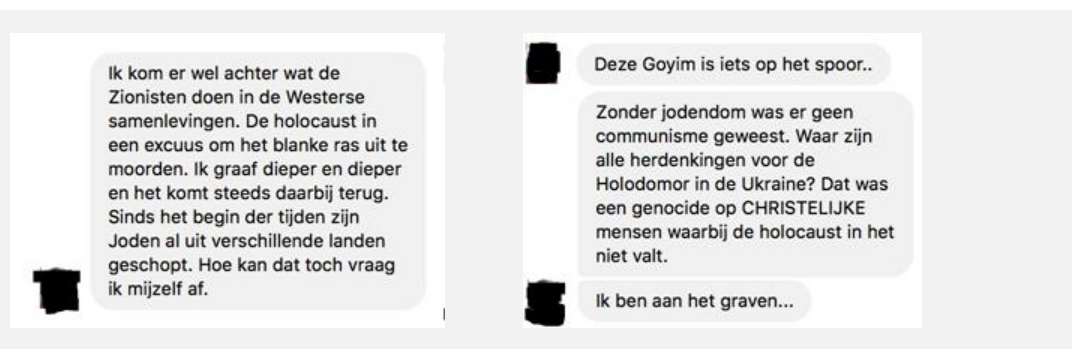 Ik kom er wel achter wat de
Zionisten doen in de Westerse
samenlevingen. De holocaust in
een excuus om het blanke ras uit te
moorden. Ik graaf dieper en dieper
en het komt steeds daarbij terug.
Sinds het begin der tijden zijn
Joden al uit verschillende landen
geschopt. Hoe kan dat toch vraag
ik mijzelf af.
Deze Goyim is iets op het spoor..
Zonder jodendom was er geen
communisme geweest. Waar zijn
alle herdenkingen voor de
Holodomor in de Ukraine? Dat was
een genocide op CHRISTELIJKE
mensen waarbij de holocaust in het
niet valt.
Ik ben aan het graven...